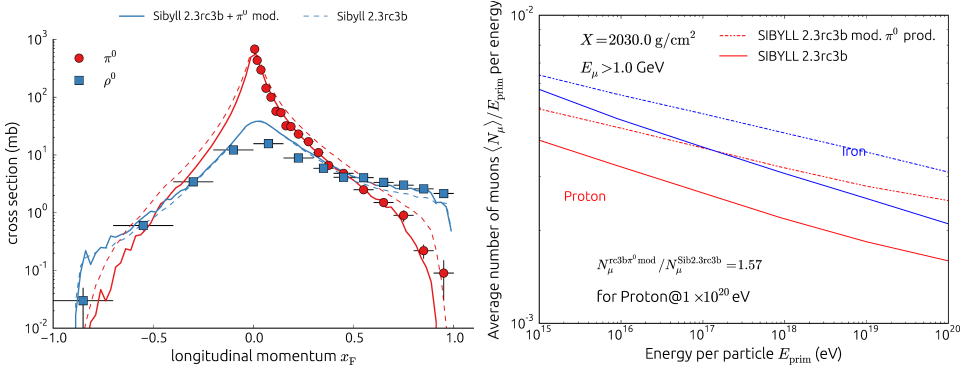 Sibyll 2.3rc3b + π⁰ mod.
Sibyll 2.3rc3b
π⁰
ρ⁰
10³
10²
10
1
10⁻¹
10⁻²
cross section (mb)
−1.0
−0.5
0.0
0.5
1.0
longitudinal momentum x_F
10⁻²
10⁻³
Average number of muons ⟨N_μ⟩/E_prim per energy
X = 2030.0 g/cm²
E_μ > 1.0 GeV
SIBYLL 2.3rc3b mod. π⁰ prod.
SIBYLL 2.3rc3b
Iron
Proton
N_μ^{rc3bπ⁰ mod}/N_μ^{Sib2.3rc3b} = 1.57
for Proton@1 ×10²⁰ eV
10¹⁵
10¹⁶
10¹⁷
10¹⁸
10¹⁹
10²⁰
Energy per particle E_prim (eV)